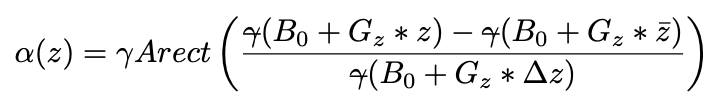 α(z) = γArect( (γ̶(B₀ + G_z * z) − γ̶(B₀ + G_z * z̄)) / (γ̶(B₀ + G_z * Δz)) )